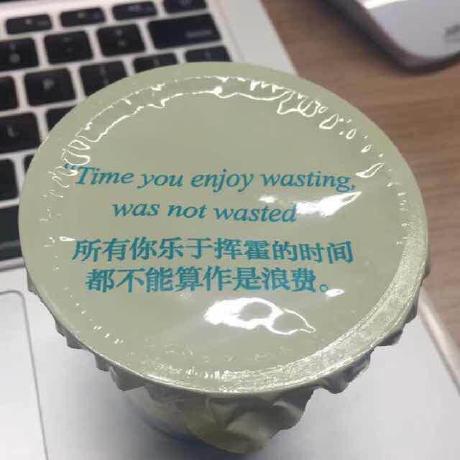 "Time you enjoy wasting,
was not wasted
所有你乐于挥霍的时间
都不能算作是浪费。